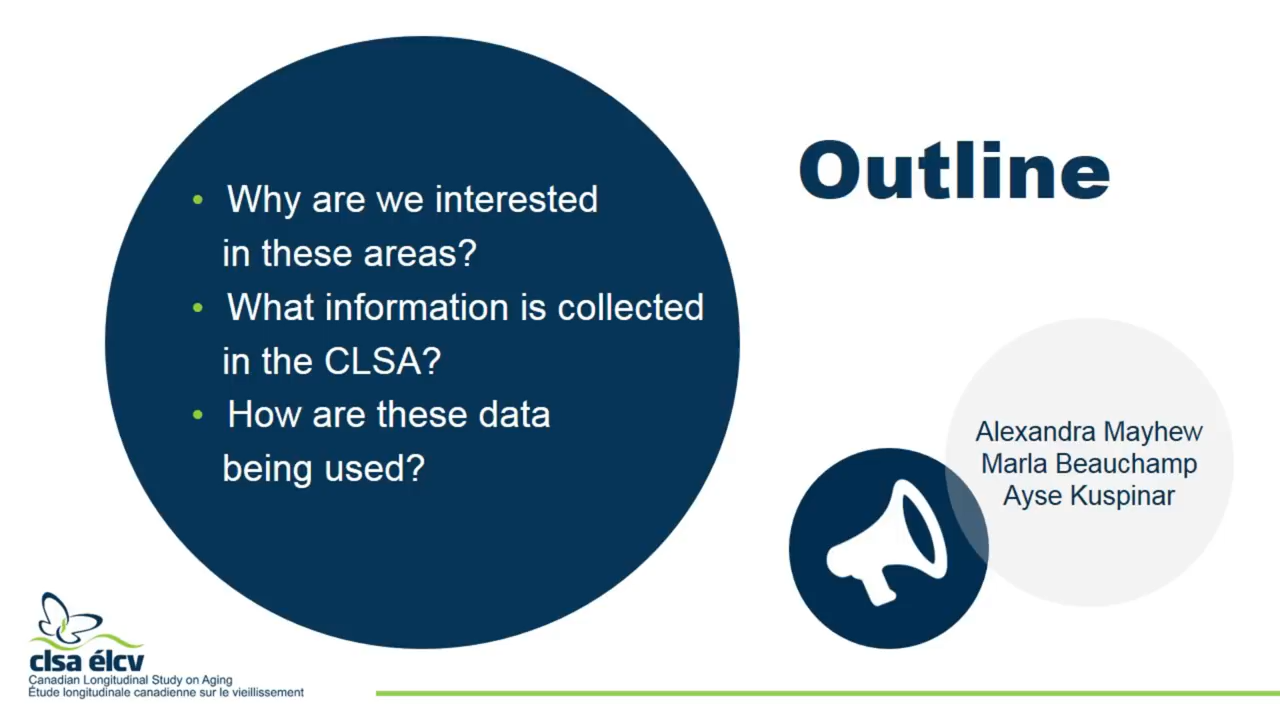 Outline
• Why are we interested
in these areas?
• What information is collected
in the CLSA?
• How are these data
being used?
Alexandra Mayhew
Marla Beauchamp
Ayse Kuspinar
clsa élcv
Canadian Longitudinal Study on Aging
Étude longitudinale canadienne sur le vieillissement